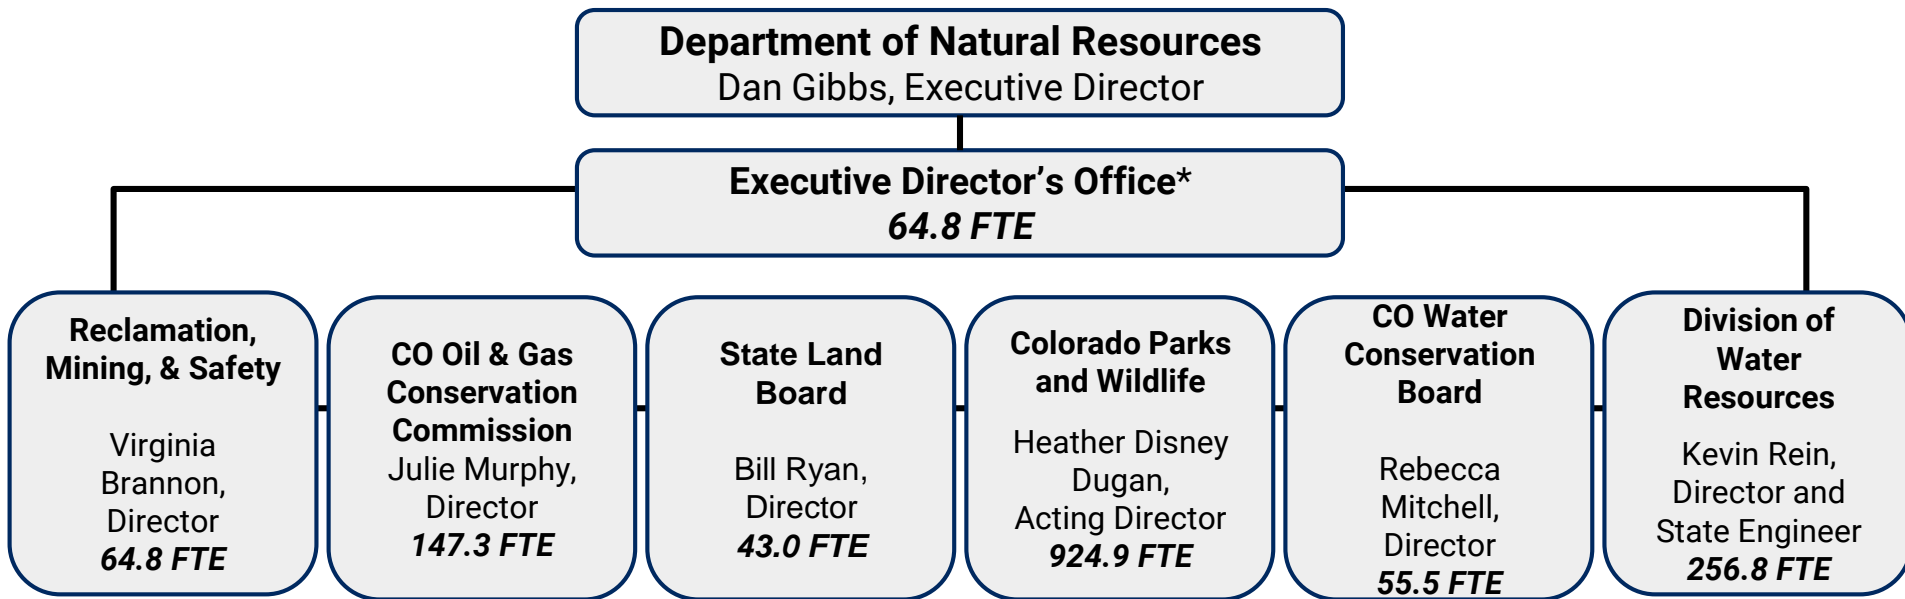 Department of Natural Resources
Dan Gibbs, Executive Director
Executive Director’s Office*
64.8 FTE
Reclamation,
Mining, & Safety
Virginia
Brannon,
Director
64.8 FTE
CO Oil & Gas
Conservation
Commission
Julie Murphy,
Director
147.3 FTE
State Land
Board
Bill Ryan,
Director
43.0 FTE
Colorado Parks
and Wildlife
Heather Disney
Dugan,
Acting Director
924.9 FTE
CO Water
Conservation
Board
Rebecca
Mitchell,
Director
55.5 FTE
Division of
Water
Resources
Kevin Rein,
Director and
State Engineer
256.8 FTE